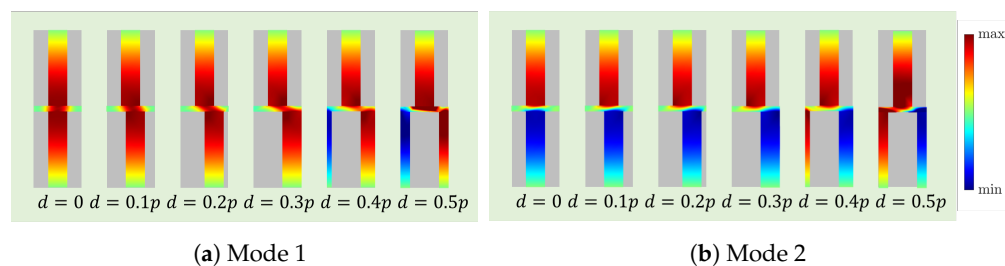 max
min
d = 0 d = 0.1p d = 0.2p d = 0.3p d = 0.4p d = 0.5p
d = 0 d = 0.1p d = 0.2p d = 0.3p d = 0.4p d = 0.5p
(a) Mode 1
(b) Mode 2